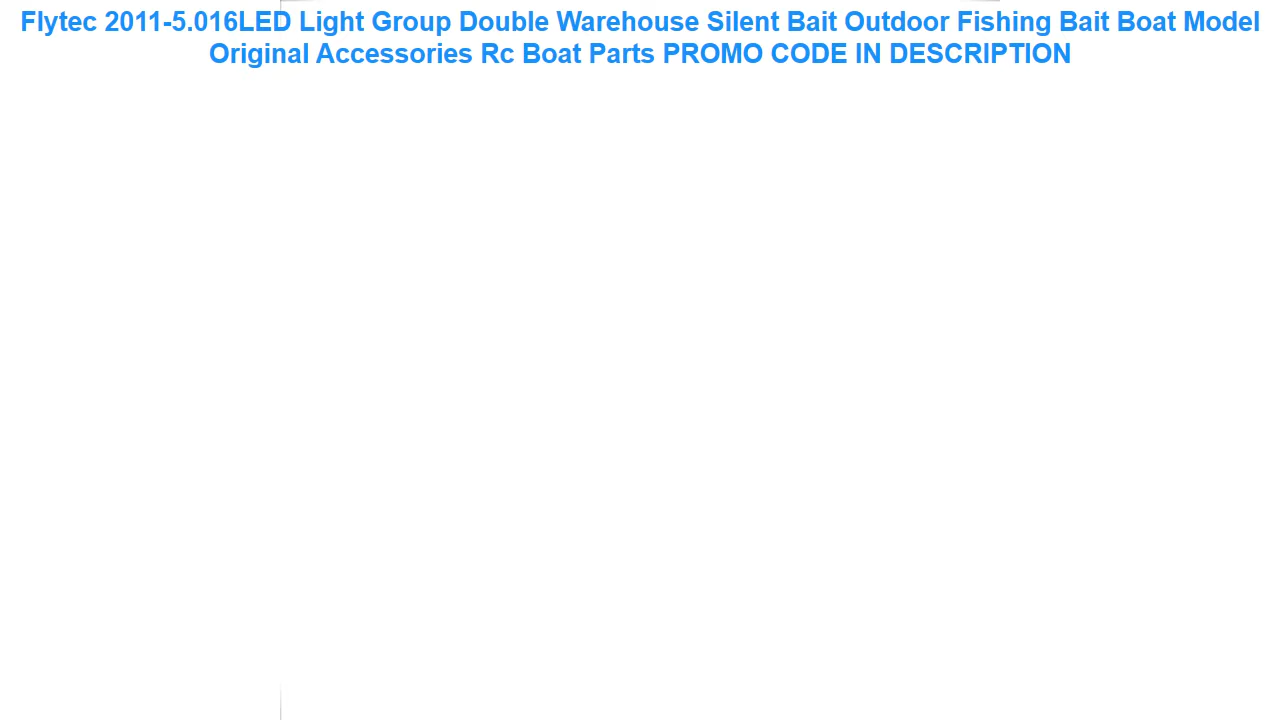 Flytec 2011-5.016LED Light Group Double Warehouse Silent Bait Outdoor Fishing Bait Boat Model
Original Accessories Rc Boat Parts PROMO CODE IN DESCRIPTION